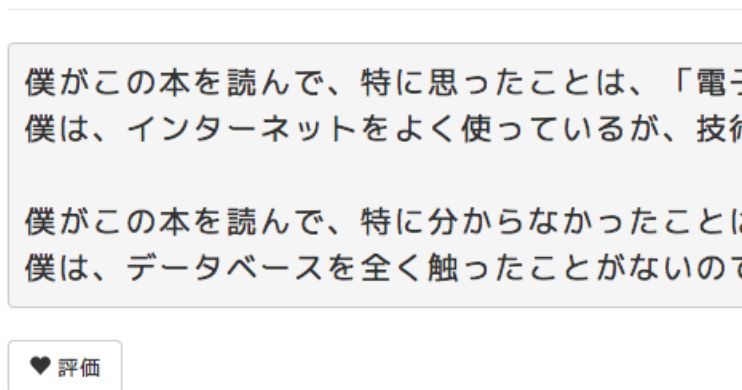 僕がこの本を読んで、特に思ったことは、「電
僕は、インターネットをよく使っているが、技
僕がこの本を読んで、特に分からなかったこと
僕は、データベースを全く触ったことがないの
♥ 評価